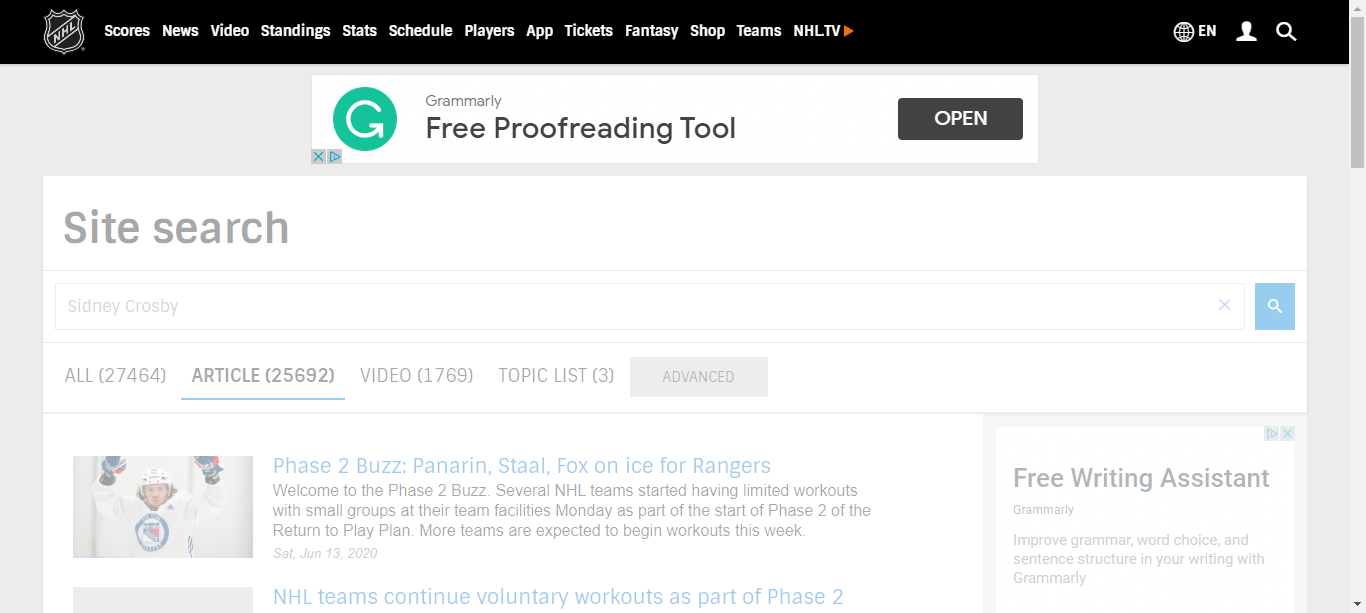 NHL
Scores News Video Standings Stats Schedule Players App Tickets Fantasy Shop Teams NHL.TV EN
Grammarly
Free Proofreading Tool
OPEN
Site search
Sidney Crosby
ALL (27464) ARTICLE (25692) VIDEO (1769) TOPIC LIST (3) ADVANCED
Phase 2 Buzz: Panarin, Staal, Fox on ice for Rangers
Welcome to the Phase 2 Buzz. Several NHL teams started having limited workouts
with small groups at their team facilities Monday as part of the start of Phase 2 of the
Return to Play Plan. More teams are expected to begin workouts this week.
Sat, Jun 13, 2020
NHL teams continue voluntary workouts as part of Phase 2
Free Writing Assistant
Grammarly
Improve grammar, word choice, and
sentence structure in your writing with
Grammarly